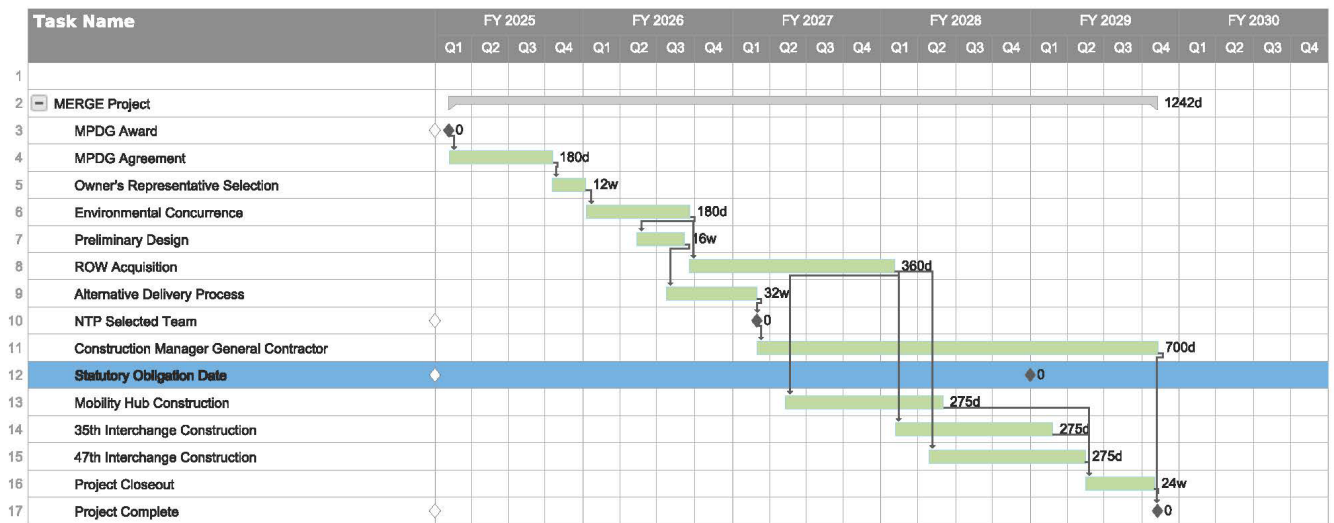 Task Name FY 2025 FY 2026 FY 2027 FY 2028 FY 2029 FY 2030
Q1 Q2 Q3 Q4 Q1 Q2 Q3 Q4 Q1 Q2 Q3 Q4 Q1 Q2 Q3 Q4 Q1 Q2 Q3 Q4 Q1 Q2 Q3 Q4
1
2 MERGE Project 1242d
3 MPDG Award 0
4 MPDG Agreement 180d
5 Owner's Representative Selection 12w
6 Environmental Concurrence 180d
7 Preliminary Design 16w
8 ROW Acquisition 360d
9 Alternative Delivery Process 32w
10 NTP Selected Team 0
11 Construction Manager General Contractor 700d
12 Statutory Obligation Date 0
13 Mobility Hub Construction 275d
14 35th Interchange Construction 275d
15 47th Interchange Construction 275d
16 Project Closeout 24w
17 Project Complete 0